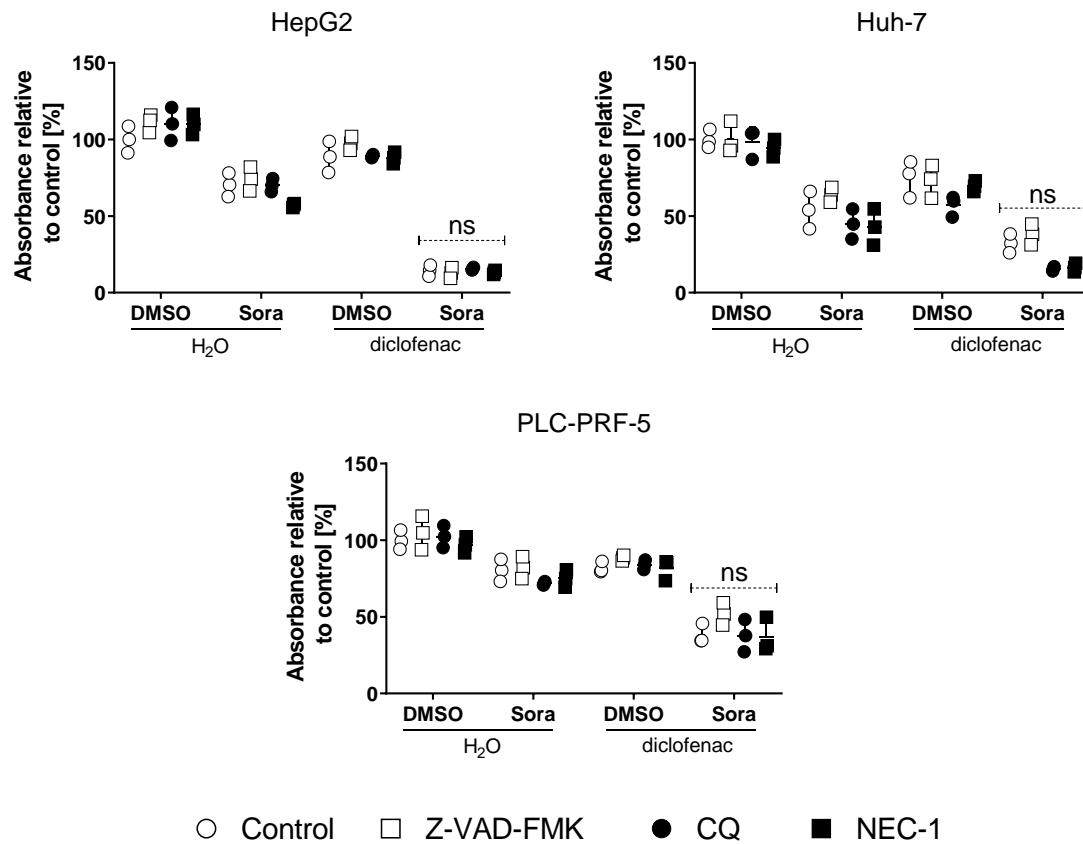 HepG2
Absorbance relative
to control [%]
150
100
50
0
ns
DMSO Sora DMSO Sora
H₂O diclofenac
Huh-7
Absorbance relative
to control [%]
150
100
50
0
ns
DMSO Sora DMSO Sora
H₂O diclofenac
PLC-PRF-5
Absorbance relative
to control [%]
150
100
50
0
ns
DMSO Sora DMSO Sora
H₂O diclofenac
Control Z-VAD-FMK CQ NEC-1